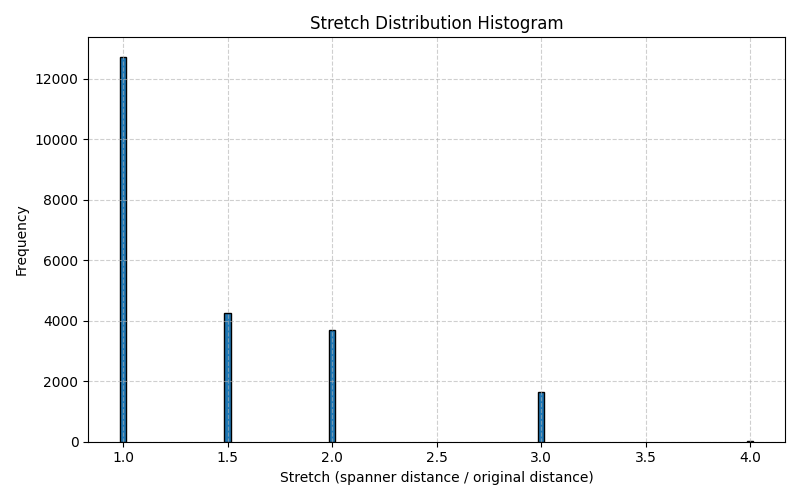 Stretch Distribution Histogram
12000
10000
8000
6000
4000
2000
0
Frequency
1.0 1.5 2.0 2.5 3.0 3.5 4.0
Stretch (spanner distance / original distance)